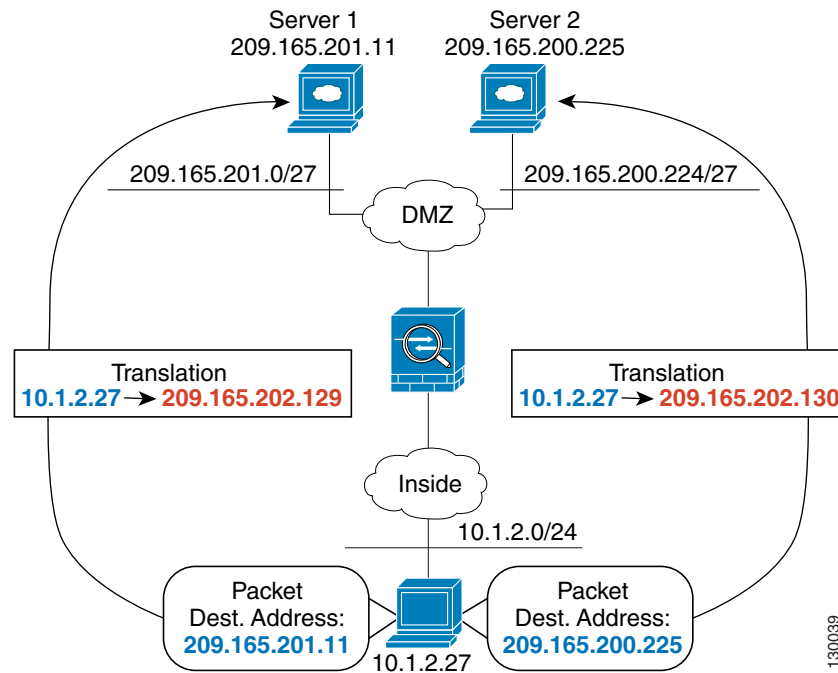 Server 1
209.165.201.11
Server 2
209.165.200.225
209.165.201.0/27
209.165.200.224/27
DMZ
Translation
10.1.2.27 209.165.202.129
Translation
10.1.2.27 209.165.202.130
Inside
10.1.2.0/24
Packet
Dest. Address:
209.165.201.11
Packet
Dest. Address:
209.165.200.225
10.1.2.27
130039